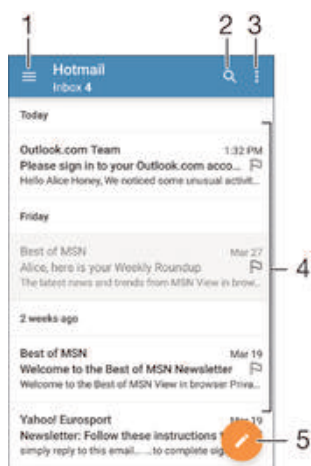 1 2 3
Hotmail
Inbox 4
Today
Outlook.com Team 1:32 PM
Please sign in to your Outlook.com acco...
Hello Alice Honey, We noticed some unusual activit...
Friday
Best of MSN Mar 27
Alice, here is your Weekly Roundup
The latest news and trends from MSN View in brow...
4
2 weeks ago
Best of MSN Mar 19
Welcome to the Best of MSN Newsletter
Welcome to the Best of MSN View in browser Priva...
Yahoo! Eurosport Mar 19
Newsletter: Follow these instructions
5
simply reply to this email... ...to complete